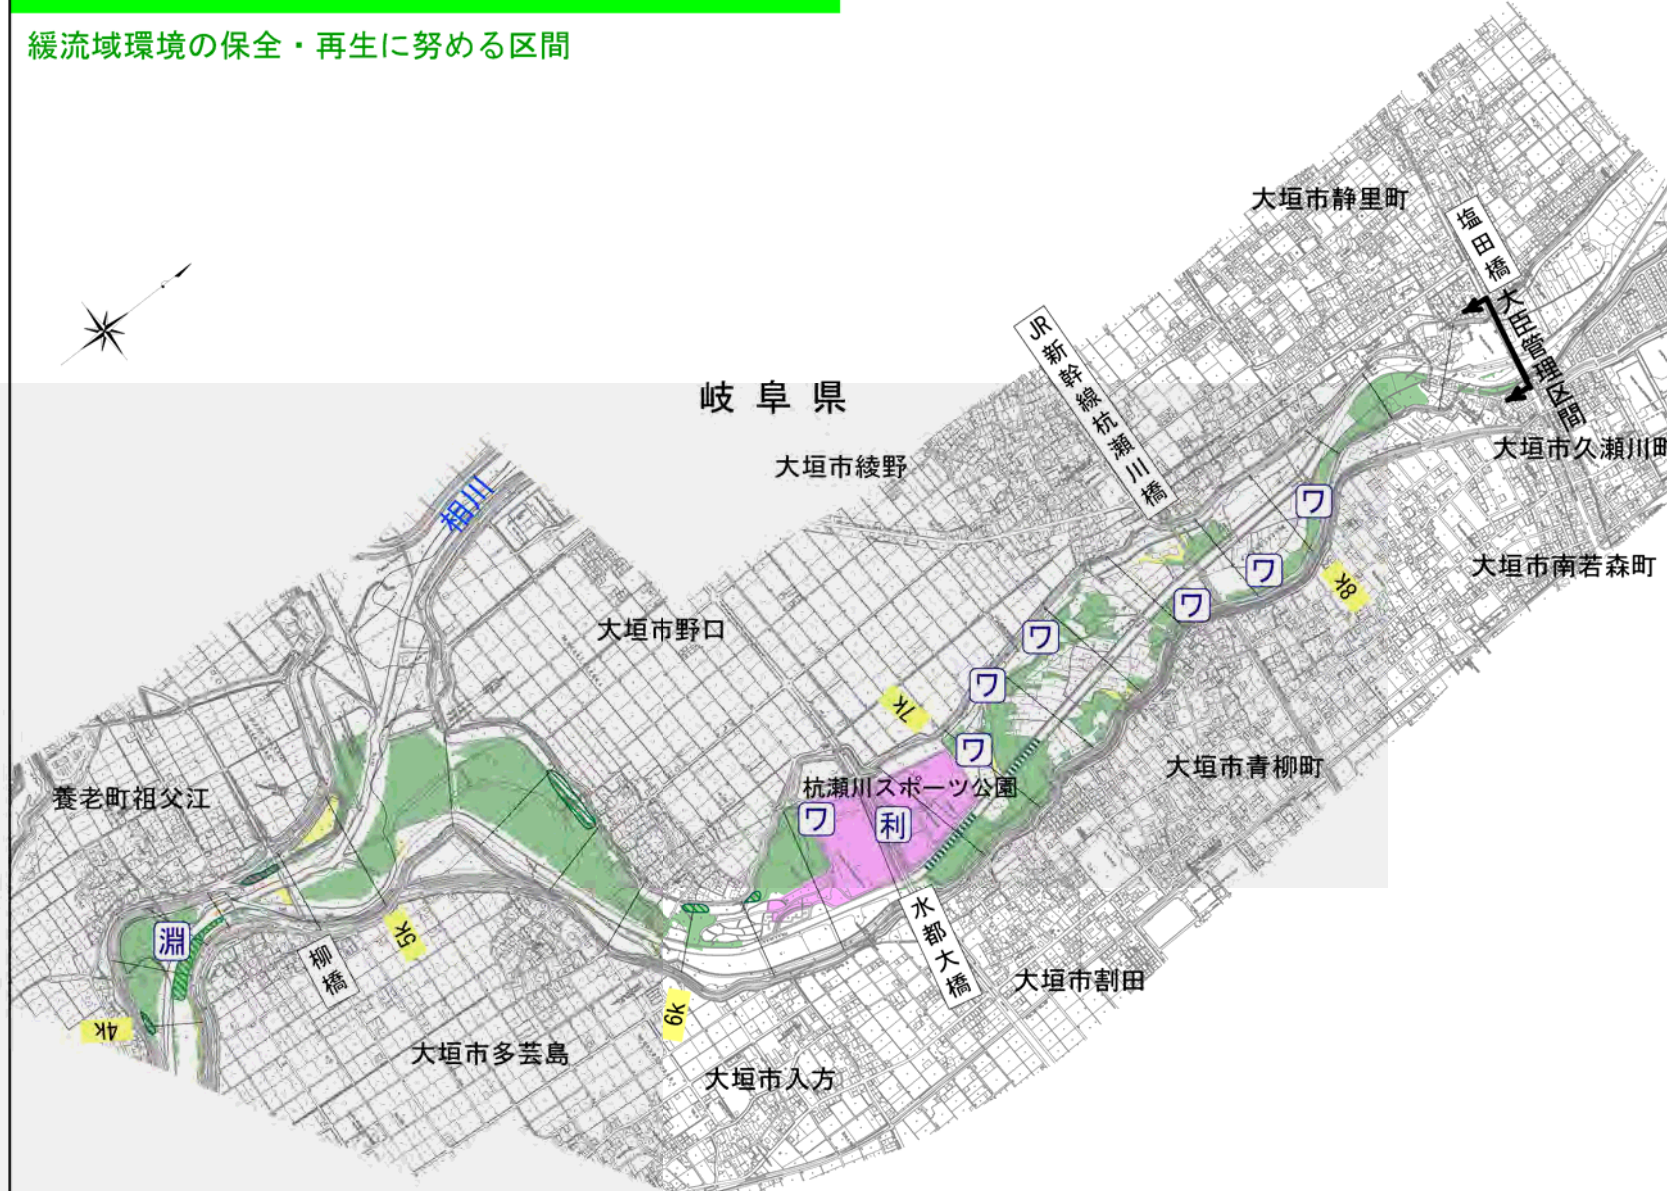 緩流域環境の保全・再生に努める区間
大垣市静里町
塩田橋
大臣管理区間
JR新幹線杭瀬川橋
岐阜県
大垣市久瀬川町
大垣市綾野
相川
ワ
大垣市南若森町
ワ
8k
ワ
大垣市野口
ワ
ワ
7k
ワ
大垣市青柳町
養老町祖父江
杭瀬川スポーツ公園
ワ
利
淵
5k
柳橋
水都大橋
大垣市割田
6k
4k
大垣市多芸島
大垣市入方